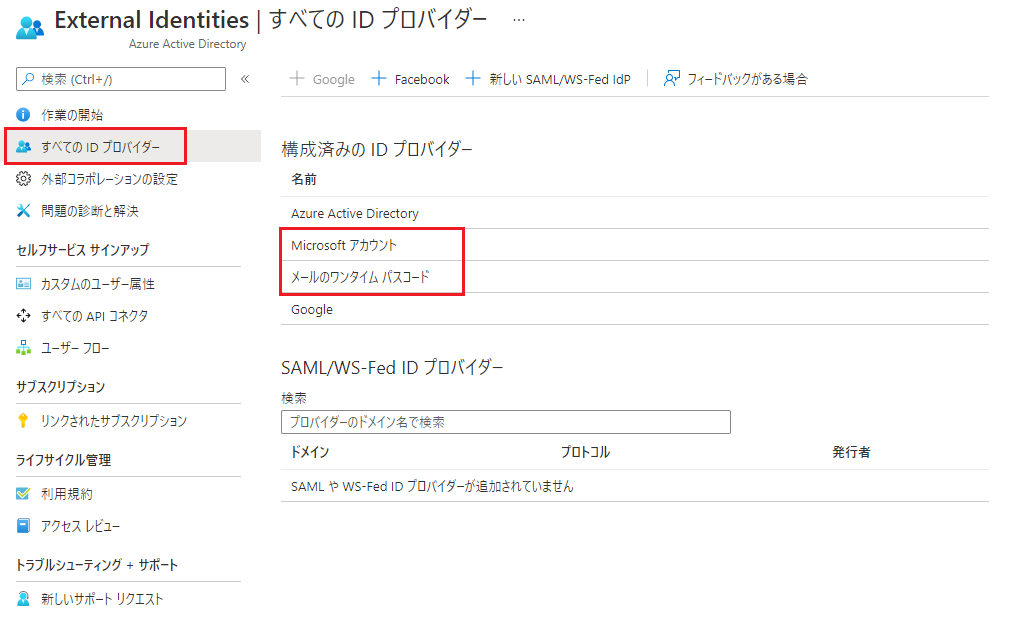 External Identities | すべての ID プロバイダー ...
Azure Active Directory
検索 (Ctrl+/) «
作業の開始
すべての ID プロバイダー
外部コラボレーションの設定
問題の診断と解決
セルフサービス サインアップ
カスタムのユーザー属性
すべての API コネクタ
ユーザー フロー
サブスクリプション
リンクされたサブスクリプション
ライフサイクル管理
利用規約
アクセス レビュー
トラブルシューティング + サポート
新しいサポート リクエスト
Google Facebook 新しい SAML/WS-Fed IdP フィードバックがある場合
構成済みの ID プロバイダー
名前
Azure Active Directory
Microsoft アカウント
メールのワンタイム パスコード
Google
SAML/WS-Fed ID プロバイダー
検索
プロバイダーのドメイン名で検索
ドメイン プロトコル 発行者
SAML や WS-Fed ID プロバイダーが追加されていません